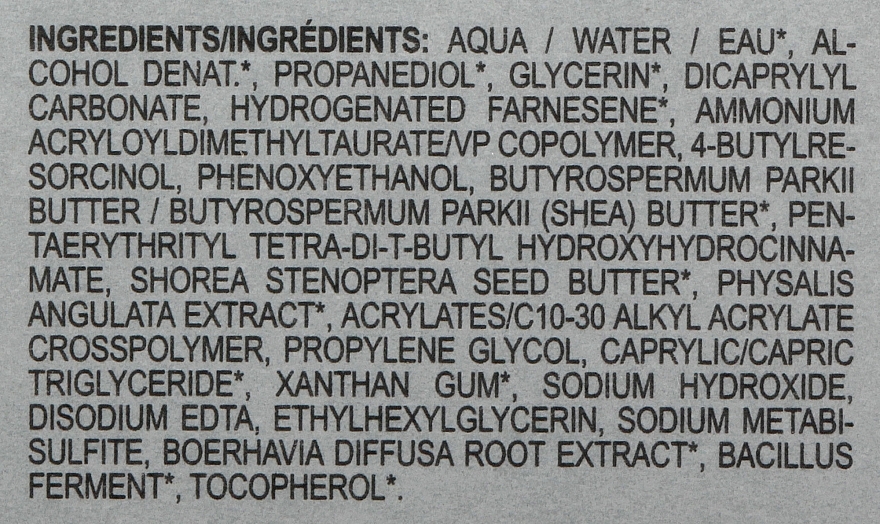 INGREDIENTS/INGRÉDIENTS: AQUA / WATER / EAU*, AL-
COHOL DENAT.*, PROPANEDIOL*, GLYCERIN*, DICAPRYLYL
CARBONATE, HYDROGENATED FARNESENE*, AMMONIUM
ACRYLOYLDIMETHYLTAURATE/VP COPOLYMER, 4-BUTYLRE-
SORCINOL, PHENOXYETHANOL, BUTYROSPERMUM PARKII
BUTTER / BUTYROSPERMUM PARKII (SHEA) BUTTER*, PEN-
TAERYTHRITYL TETRA-DI-T-BUTYL HYDROXYHYDROCINNA-
MATE, SHOREA STENOPTERA SEED BUTTER*, PHYSALIS
ANGULATA EXTRACT*, ACRYLATES/C10-30 ALKYL ACRYLATE
CROSSPOLYMER, PROPYLENE GLYCOL, CAPRYLIC/CAPRIC
TRIGLYCERIDE*, XANTHAN GUM*, SODIUM HYDROXIDE,
DISODIUM EDTA, ETHYLHEXYLGLYCERIN, SODIUM METABI-
SULFITE, BOERHAVIA DIFFUSA ROOT EXTRACT*, BACILLUS
FERMENT*, TOCOPHEROL*.